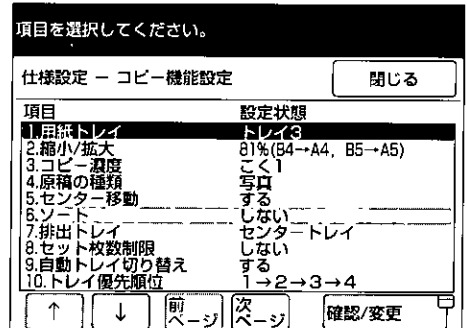 項目を選択してください。
仕様設定 － コピー機能設定 閉じる
項目 設定状態
1.用紙トレイ トレイ3
2.縮小/拡大 81%(B4→A4, B5→A5)
3.コピー濃度 こく1
4.原稿の種類 写真
5.センター移動 する
6.ソート しない
7.排出トレイ センタートレイ
8.セット枚数制限 しない
9.自動トレイ切り替え する
10.トレイ優先順位 1→2→3→4
↑ ↓ 前ページ 次ページ 確認/変更